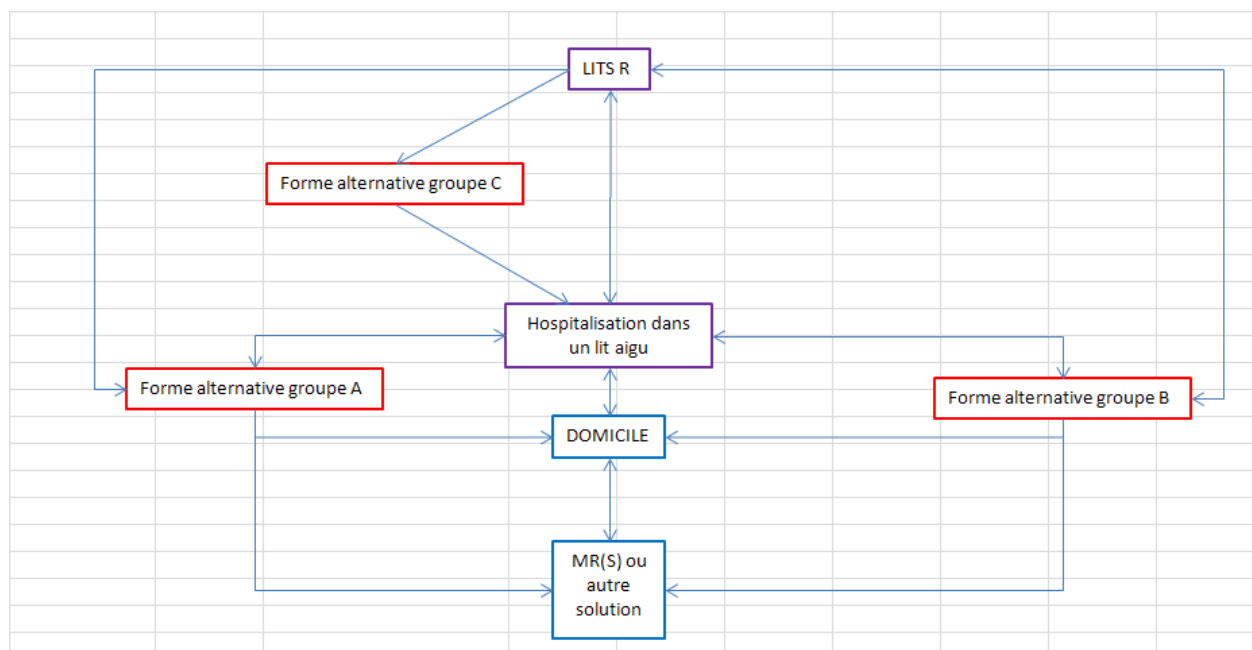 LITS R
Forme alternative groupe C
Hospitalisation dans
un lit aigu
Forme alternative groupe A
Forme alternative groupe B
DOMICILE
MR(S) ou
autre
solution